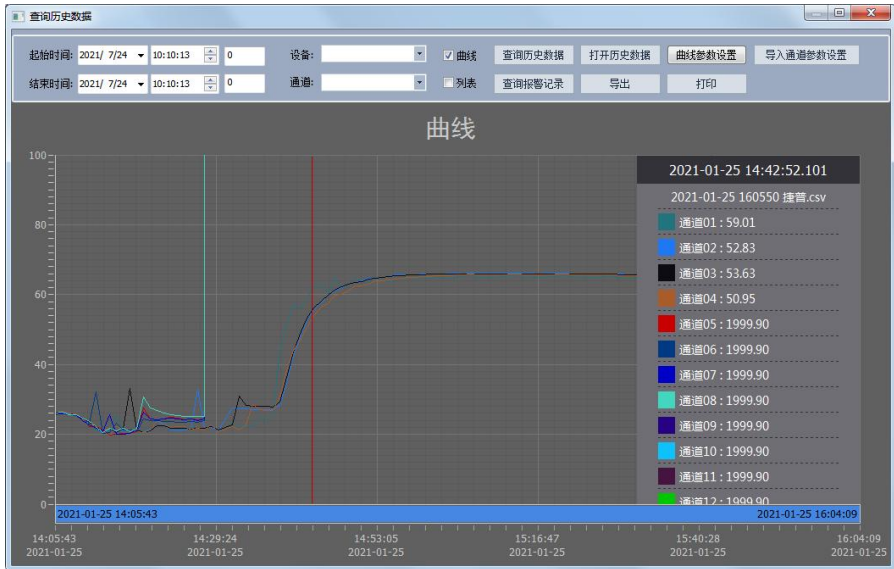 查询历史数据
起始时间: 2021/ 7/24 10:10:13 0 设备: 曲线 查询历史数据 打开历史数据 曲线参数设置 导入通道参数设置
结束时间: 2021/ 7/24 10:10:13 0 通道: 列表 查询报警记录 导出 打印
曲线
100
80
60
40
20
0
2021-01-25 14:42:52.101
2021-01-25 160550 捷普.csv
通道01 : 59.01
通道02 : 52.83
通道03 : 53.63
通道04 : 50.95
通道05 : 1999.90
通道06 : 1999.90
通道07 : 1999.90
通道08 : 1999.90
通道09 : 1999.90
通道10 : 1999.90
通道11 : 1999.90
通道12 : 1999.90
2021-01-25 14:05:43 2021-01-25 16:04:09
14:05:43 14:29:24 14:53:05 15:16:47 15:40:28 16:04:09
2021-01-25 2021-01-25 2021-01-25 2021-01-25 2021-01-25 2021-01-25